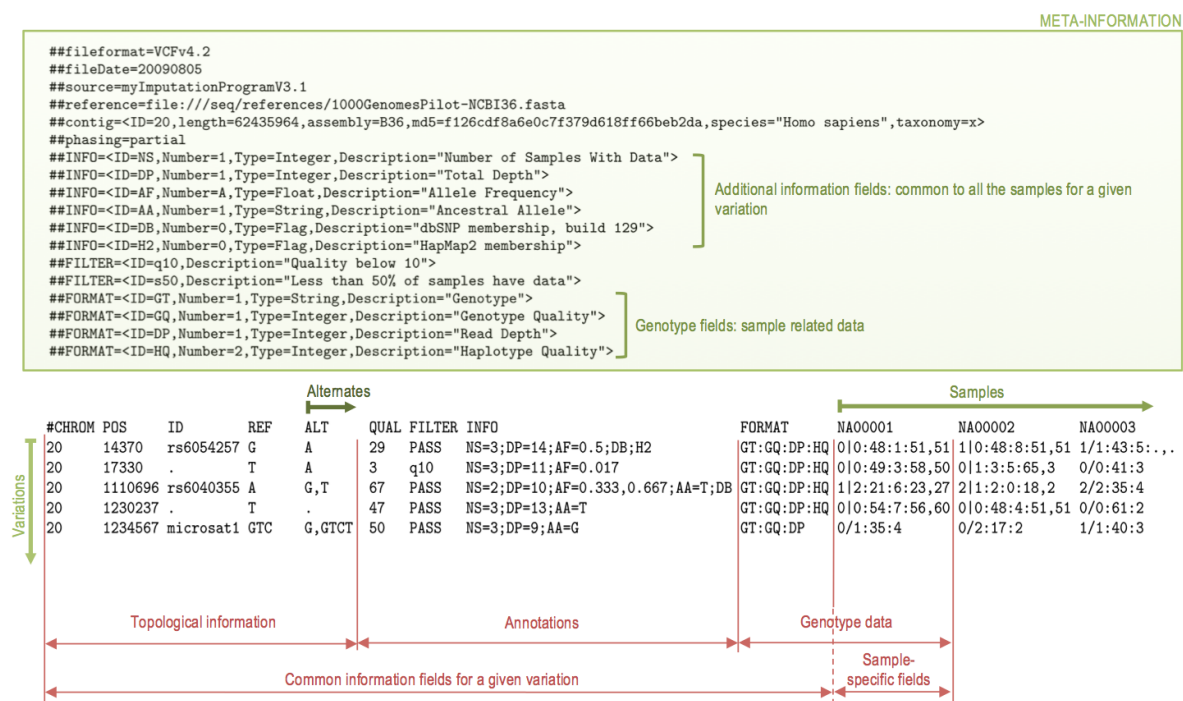 META-INFORMATION
##fileformat=VCFv4.2
##fileDate=20090805
##source=myImputationProgramV3.1
##reference=file:///seq/references/1000GenomesPilot-NCBI36.fasta
##contig=<ID=20,length=62435964,assembly=B36,md5=f126cdf8a6e0c7f379d618ff66beb2da,species="Homo sapiens",taxonomy=x>
##phasing=partial
##INFO=<ID=NS,Number=1,Type=Integer,Description="Number of Samples With Data">
##INFO=<ID=DP,Number=1,Type=Integer,Description="Total Depth">
##INFO=<ID=AF,Number=A,Type=Float,Description="Allele Frequency">
##INFO=<ID=AA,Number=1,Type=String,Description="Ancestral Allele">
##INFO=<ID=DB,Number=0,Type=Flag,Description="dbSNP membership, build 129">
##INFO=<ID=H2,Number=0,Type=Flag,Description="HapMap2 membership">
Additional information fields: common to all the samples for a given
variation
##FILTER=<ID=q10,Description="Quality below 10">
##FILTER=<ID=s50,Description="Less than 50% of samples have data">
##FORMAT=<ID=GT,Number=1,Type=String,Description="Genotype">
##FORMAT=<ID=GQ,Number=1,Type=Integer,Description="Genotype Quality">
##FORMAT=<ID=DP,Number=1,Type=Integer,Description="Read Depth">
##FORMAT=<ID=HQ,Number=2,Type=Integer,Description="Haplotype Quality">
Genotype fields: sample related data
Alternates
Samples
#CHROM POS ID REF ALT QUAL FILTER INFO FORMAT NA00001 NA00002 NA00003
20 14370 rs6054257 G A 29 PASS NS=3;DP=14;AF=0.5;DB;H2 GT:GQ:DP:HQ 0|0:48:1:51,51 1|0:48:8:51,51 1/1:43:5:.,.
20 17330 . T A 3 q10 NS=3;DP=11;AF=0.017 GT:GQ:DP:HQ 0|0:49:3:58,50 0|1:3:5:65,3 0/0:41:3
20 1110696 rs6040355 A G,T 67 PASS NS=2;DP=10;AF=0.333,0.667;AA=T;DB GT:GQ:DP:HQ 1|2:21:6:23,27 2|1:2:0:18,2 2/2:35:4
20 1230237 . T . 47 PASS NS=3;DP=13;AA=T GT:GQ:DP:HQ 0|0:54:7:56,60 0|0:48:4:51,51 0/0:61:2
20 1234567 microsat1 GTC G,GTCT 50 PASS NS=3;DP=9;AA=G GT:GQ:DP 0/1:35:4 0/2:17:2 1/1:40:3
Variations
Topological information
Annotations
Genotype data
Common information fields for a given variation
Sample-
specific fields